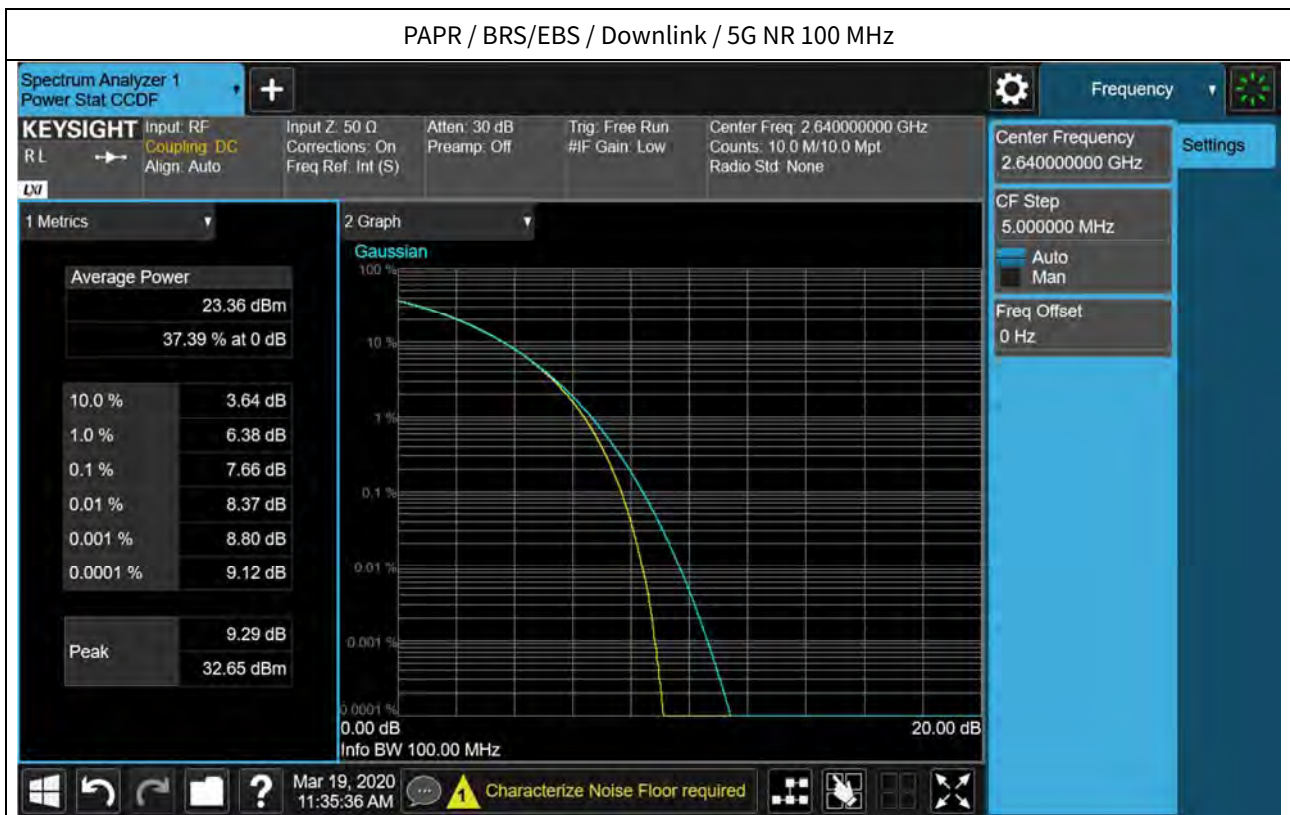 PAPR / BRS/EBS / Downlink / 5G NR 100 MHz
Spectrum Analyzer 1
Power Stat CCDF
+
Frequency
KEYSIGHT
RL
LXI
Input: RF
Coupling: DC
Align: Auto
Input Z: 50 Ω
Corrections: On
Freq Ref: Int (S)
Atten: 30 dB
Preamp: Off
Trig: Free Run
#IF Gain: Low
Center Freq: 2.640000000 GHz
Counts: 10.0 M/10.0 Mpt
Radio Std: None
Center Frequency
2.640000000 GHz
Settings
CF Step
5.000000 MHz
Auto
Man
Freq Offset
0 Hz
1 Metrics
Average Power
23.36 dBm
37.39 % at 0 dB
10.0 % 3.64 dB
1.0 % 6.38 dB
0.1 % 7.66 dB
0.01 % 8.37 dB
0.001 % 8.80 dB
0.0001 % 9.12 dB
Peak
9.29 dB
32.65 dBm
2 Graph
Gaussian
100 %
10 %
1 %
0.1 %
0.01 %
0.001 %
0.0001 %
0.00 dB 20.00 dB
Info BW 100.00 MHz
?
Mar 19, 2020
11:35:36 AM
1
Characterize Noise Floor required